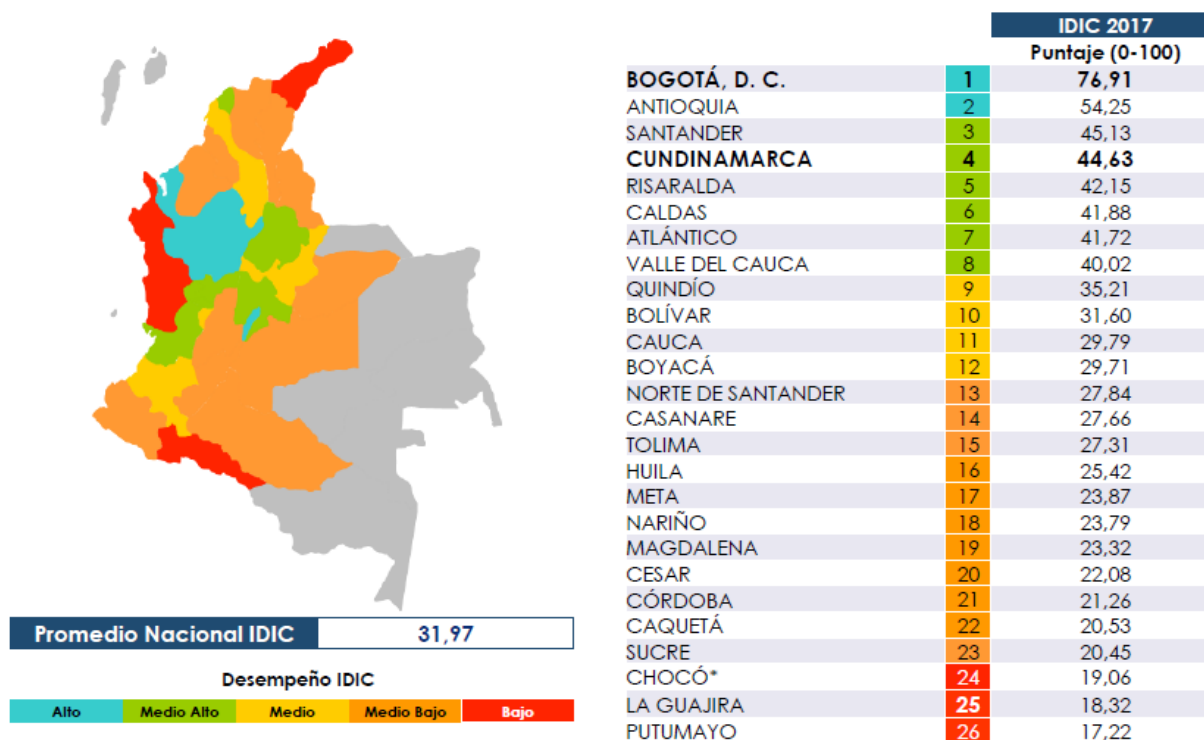 IDIC 2017
Puntaje (0-100)
BOGOTÁ, D. C. 1 76,91
ANTIOQUIA 2 54,25
SANTANDER 3 45,13
CUNDINAMARCA 4 44,63
RISARALDA 5 42,15
CALDAS 6 41,88
ATLÁNTICO 7 41,72
VALLE DEL CAUCA 8 40,02
QUINDÍO 9 35,21
BOLÍVAR 10 31,60
CAUCA 11 29,79
BOYACÁ 12 29,71
NORTE DE SANTANDER 13 27,84
CASANARE 14 27,66
TOLIMA 15 27,31
HUILA 16 25,42
META 17 23,87
NARIÑO 18 23,79
MAGDALENA 19 23,32
CESAR 20 22,08
CÓRDOBA 21 21,26
CAQUETÁ 22 20,53
SUCRE 23 20,45
CHOCÓ* 24 19,06
LA GUAJIRA 25 18,32
PUTUMAYO 26 17,22
Promedio Nacional IDIC 31,97
Desempeño IDIC
Alto Medio Alto Medio Medio Bajo Bajo